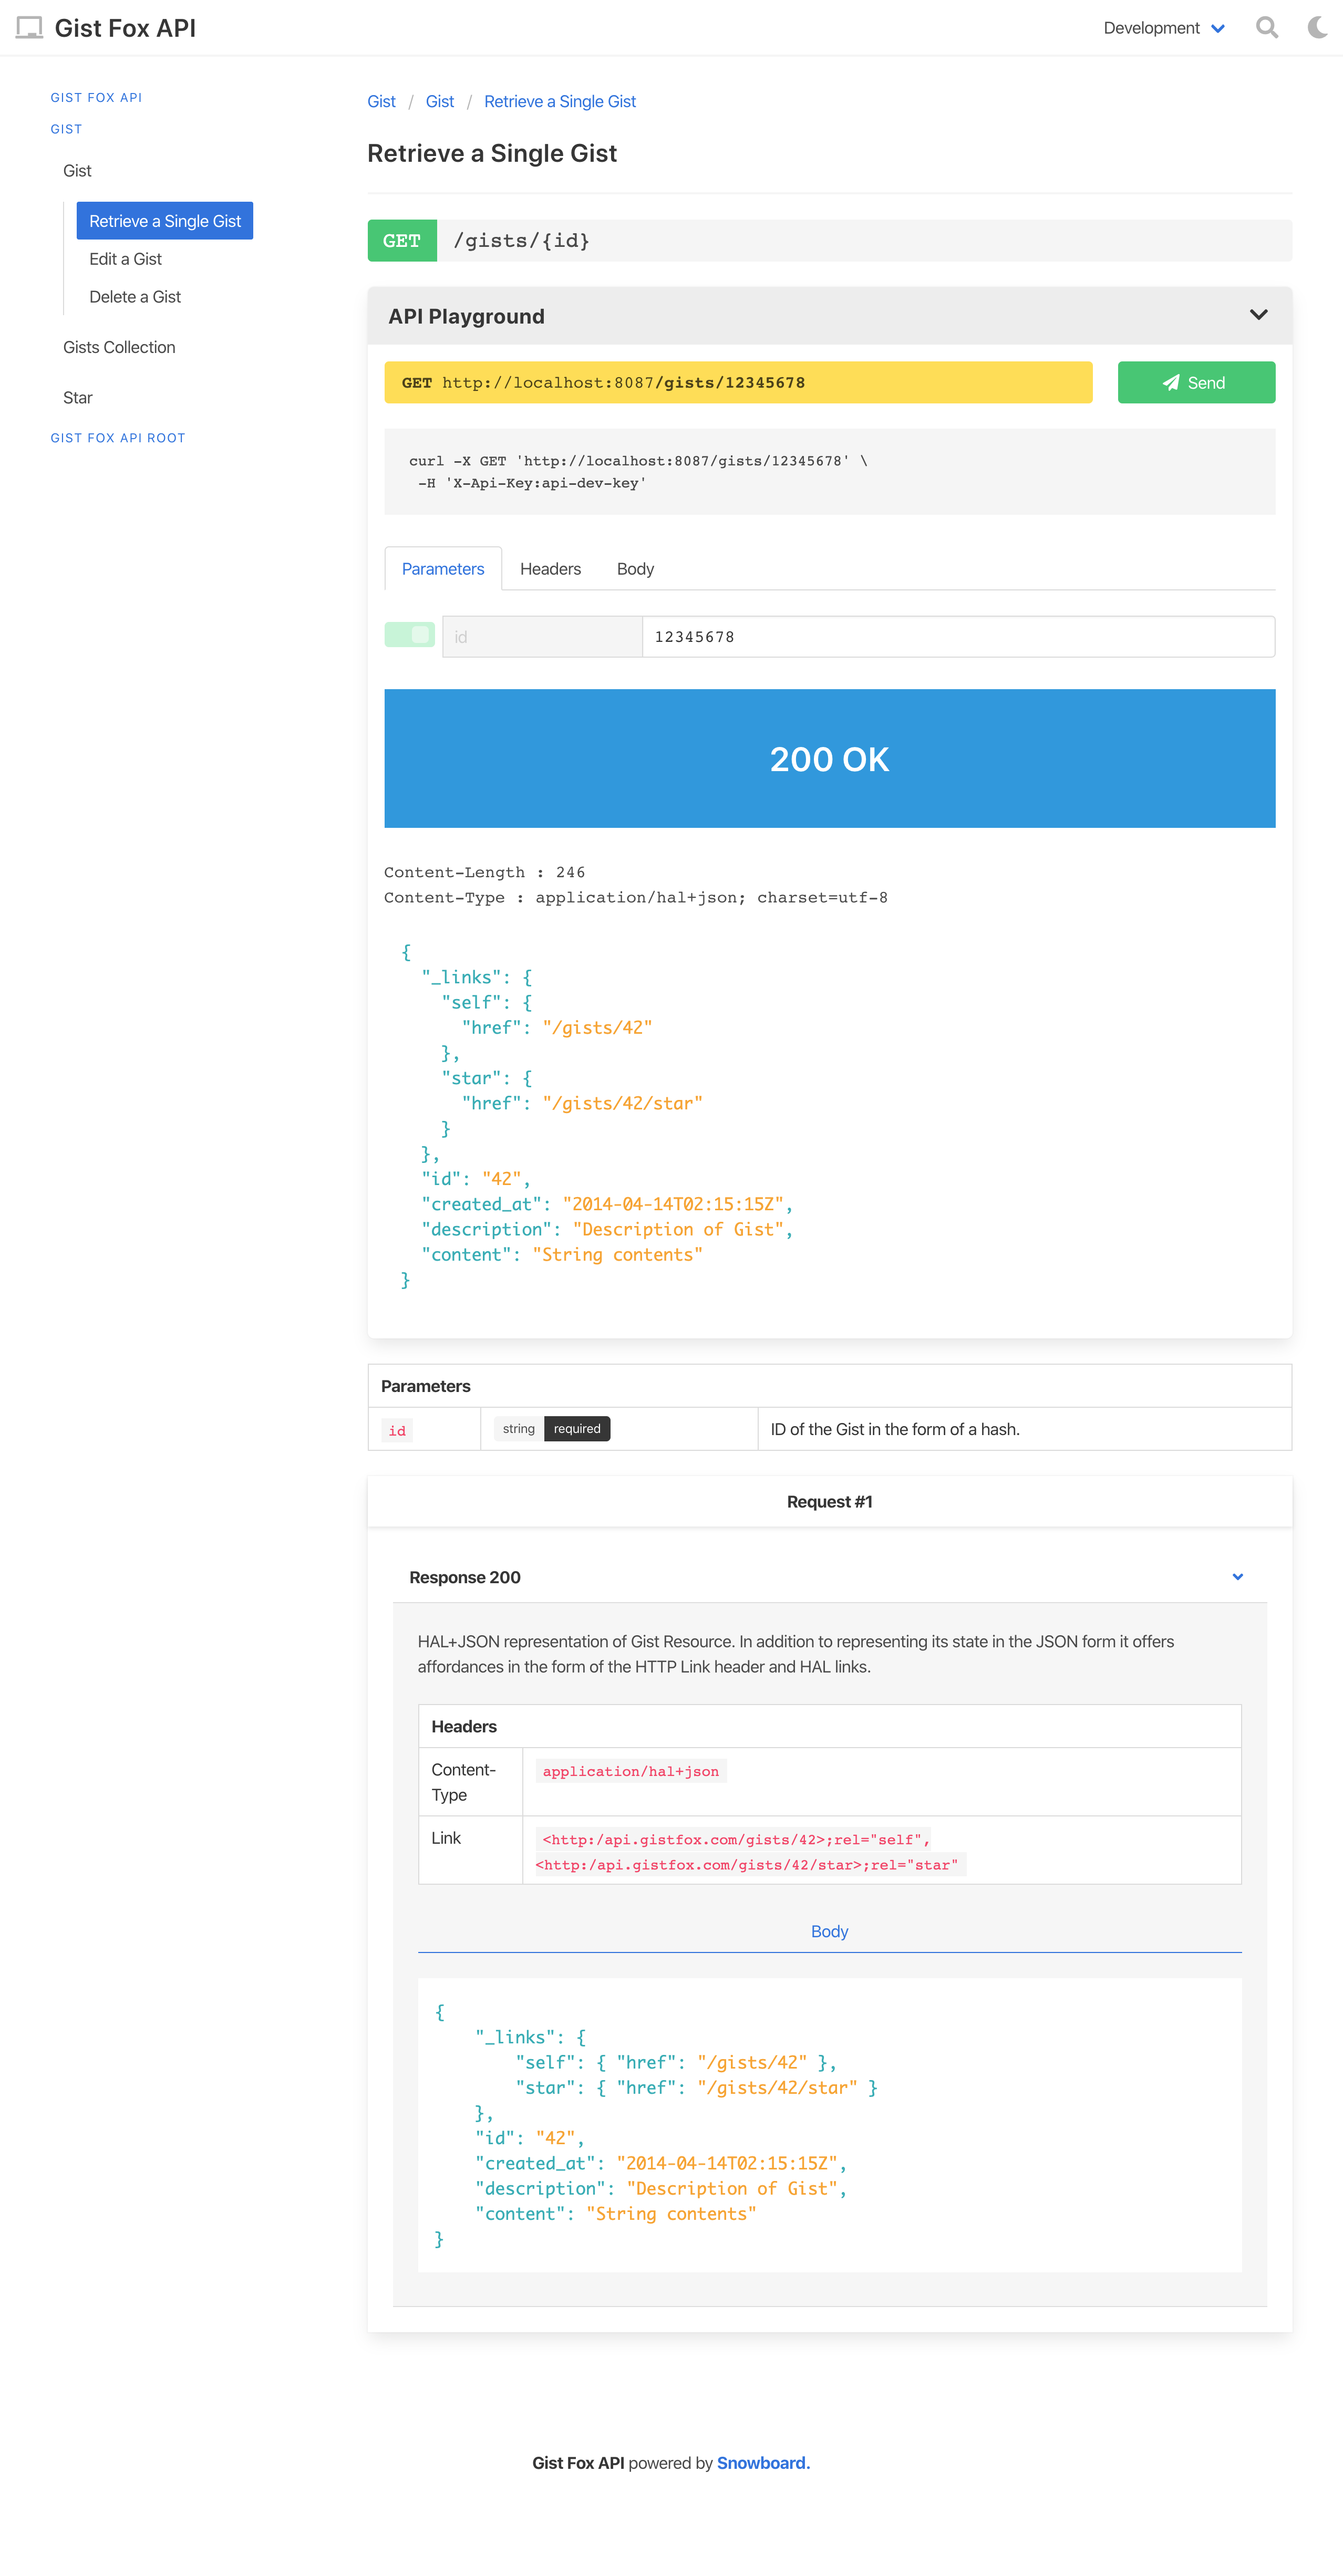 Gist Fox API
Development
GIST FOX API
GIST
Gist
Retrieve a Single Gist
Edit a Gist
Delete a Gist
Gists Collection
Star
GIST FOX API ROOT
Gist / Gist / Retrieve a Single Gist
Retrieve a Single Gist
GET /gists/{id}
API Playground
GET http://localhost:8087/gists/12345678
Send
curl -X GET 'http://localhost:8087/gists/12345678' \
 -H 'X-Api-Key:api-dev-key'
Parameters Headers Body
id 12345678
200 OK
Content-Length : 246
Content-Type : application/hal+json; charset=utf-8
{
  "_links": {
    "self": {
      "href": "/gists/42"
    },
    "star": {
      "href": "/gists/42/star"
    }
  },
  "id": "42",
  "created_at": "2014-04-14T02:15:15Z",
  "description": "Description of Gist",
  "content": "String contents"
}
Parameters
id string required ID of the Gist in the form of a hash.
Request #1
Response 200
HAL+JSON representation of Gist Resource. In addition to representing its state in the JSON form it offers
affordances in the form of the HTTP Link header and HAL links.
Headers
Content-
Type
application/hal+json
Link
<http:/api.gistfox.com/gists/42>;rel="self",
<http:/api.gistfox.com/gists/42/star>;rel="star"
Body
{
    "_links": {
        "self": { "href": "/gists/42" },
        "star": { "href": "/gists/42/star" }
    },
    "id": "42",
    "created_at": "2014-04-14T02:15:15Z",
    "description": "Description of Gist",
    "content": "String contents"
}
Gist Fox API powered by Snowboard.